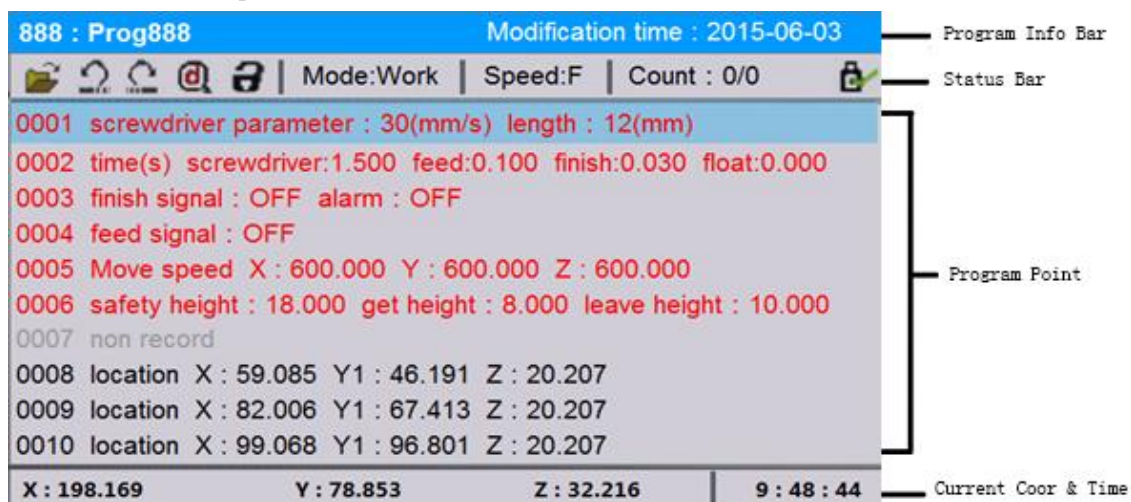 888 : Prog888 Modification time : 2015-06-03 Program Info Bar
Mode:Work Speed:F Count : 0/0 Status Bar
0001 screwdriver parameter : 30(mm/s) length : 12(mm)
0002 time(s) screwdriver:1.500 feed:0.100 finish:0.030 float:0.000
0003 finish signal : OFF alarm : OFF
0004 feed signal : OFF
0005 Move speed X : 600.000 Y : 600.000 Z : 600.000 Program Point
0006 safety height : 18.000 get height : 8.000 leave height : 10.000
0007 non record
0008 location X : 59.085 Y1 : 46.191 Z : 20.207
0009 location X : 82.006 Y1 : 67.413 Z : 20.207
0010 location X : 99.068 Y1 : 96.801 Z : 20.207
X : 198.169 Y : 78.853 Z : 32.216 9 : 48 : 44 Current Coor & Time